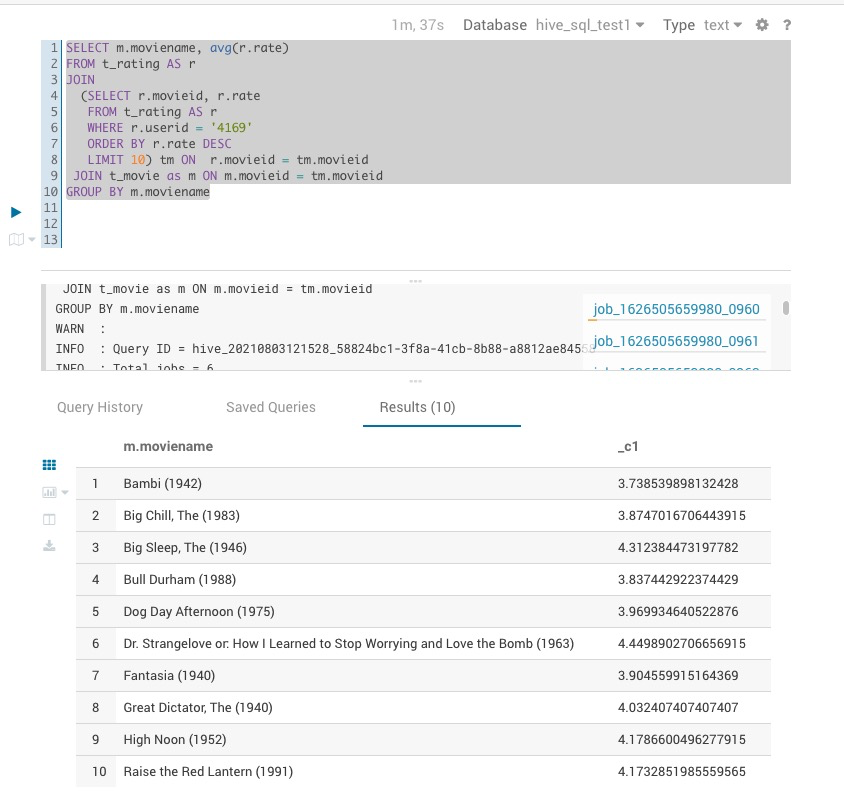 1m, 37s Database hive_sql_test1 Type text ?
1 SELECT m.moviename, avg(r.rate)
2 FROM t_rating AS r
3 JOIN
4 (SELECT r.movieid, r.rate
5 FROM t_rating AS r
6 WHERE r.userid = '4169'
7 ORDER BY r.rate DESC
8 LIMIT 10) tm ON r.movieid = tm.movieid
9 JOIN t_movie as m ON m.movieid = tm.movieid
10 GROUP BY m.moviename
11
12
13
JOIN t_movie as m ON m.movieid = tm.movieid
GROUP BY m.moviename
WARN :
INFO : Query ID = hive_20210803121528_58824bc1-3f8a-41cb-8b88-a8812ae845
INFO : Total jobs = 6
job_1626505659980_0960
job_1626505659980_0961
Query History Saved Queries Results (10)
m.moviename _c1
1 Bambi (1942) 3.738539898132428
2 Big Chill, The (1983) 3.8747016706443915
3 Big Sleep, The (1946) 4.312384473197782
4 Bull Durham (1988) 3.837442922374429
5 Dog Day Afternoon (1975) 3.969934640522876
6 Dr. Strangelove or: How I Learned to Stop Worrying and Love the Bomb (1963) 4.4498902706656915
7 Fantasia (1940) 3.904559915164369
8 Great Dictator, The (1940) 4.032407407407407
9 High Noon (1952) 4.1786600496277915
10 Raise the Red Lantern (1991) 4.1732851985559565